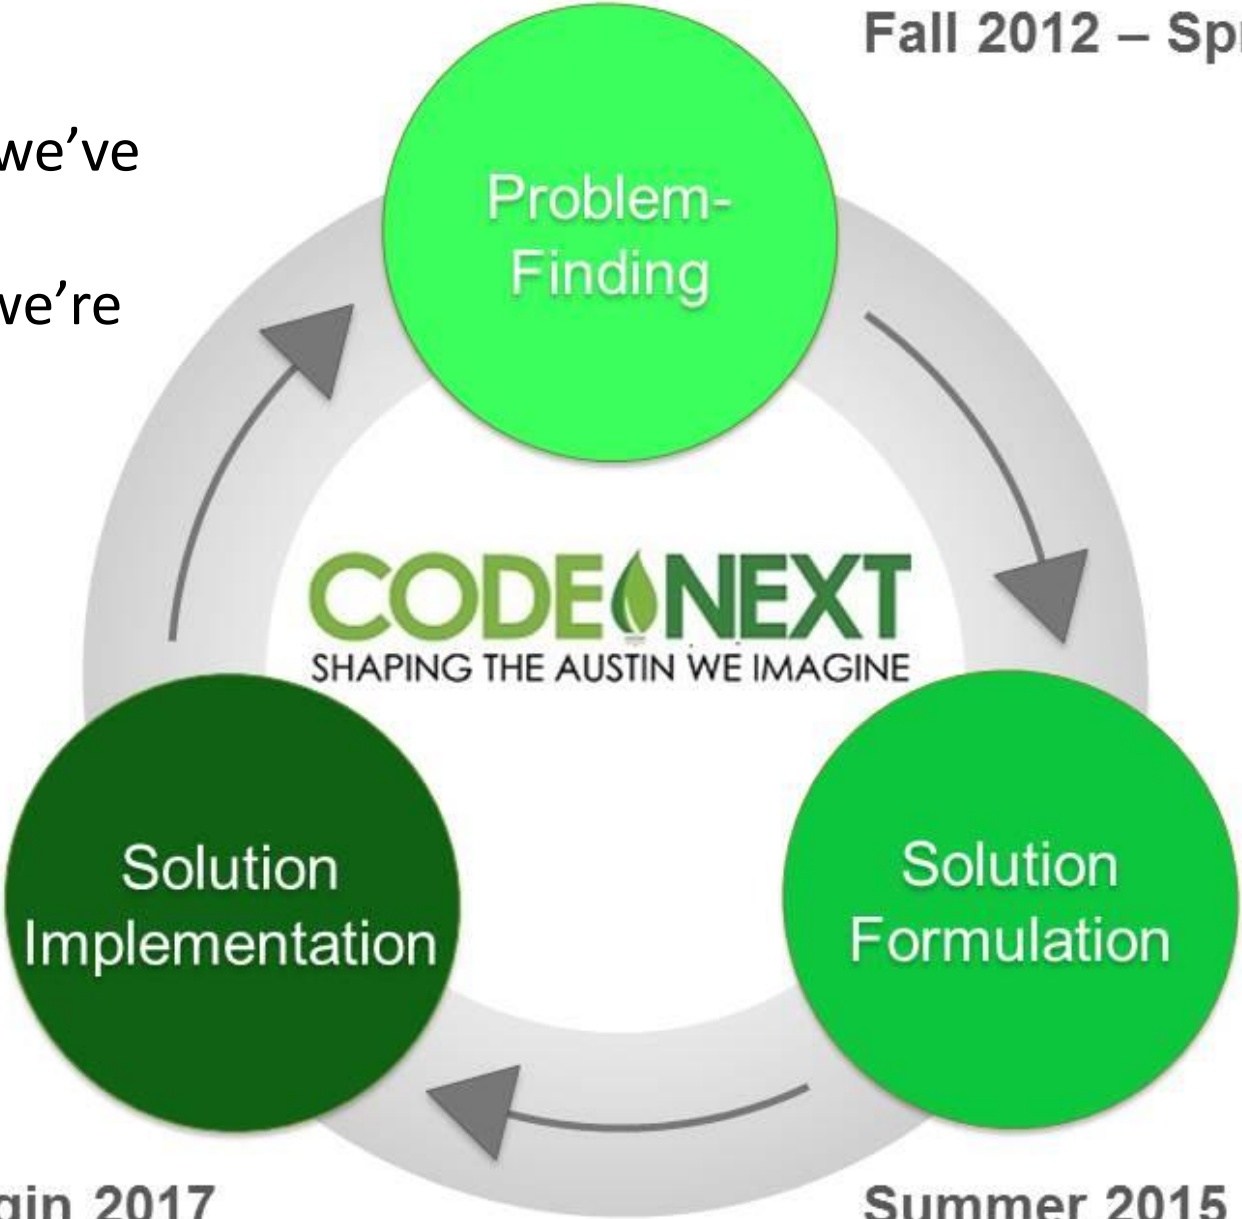 Fall 2012 – Spr
we've
we're
Problem-
Finding
CODE NEXT
SHAPING THE AUSTIN WE IMAGINE
Solution
Implementation
Solution
Formulation
gin 2017
Summer 2015